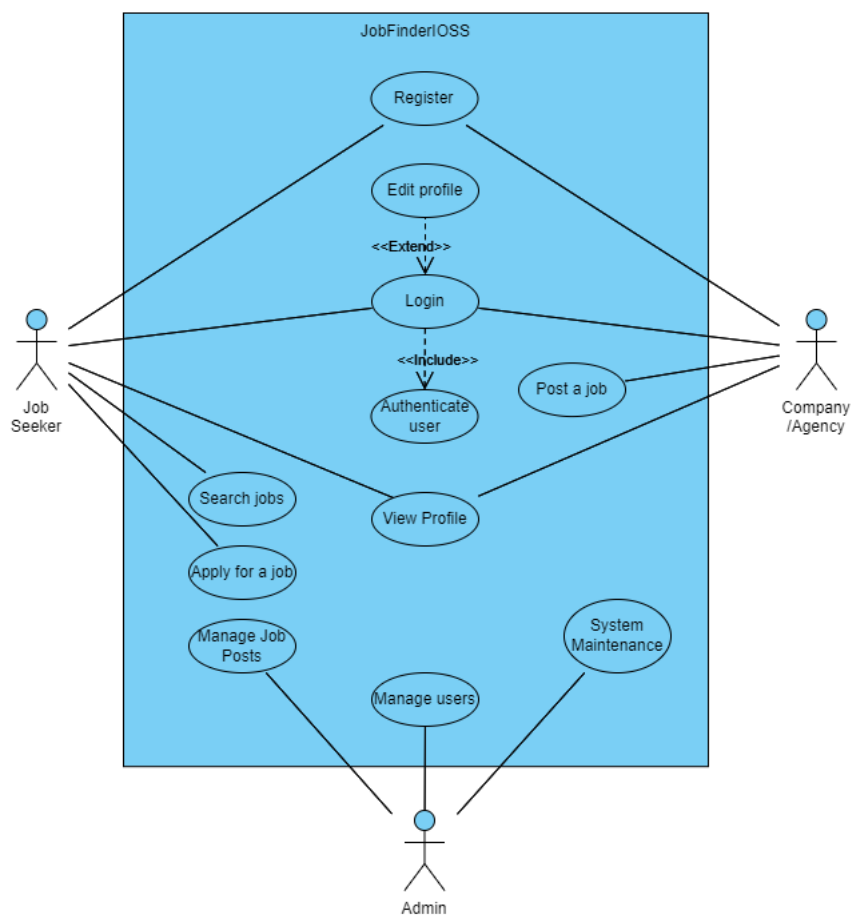 JobFinderIOSS
Register
Edit profile
<<Extend>>
Login
<<Include>>
Post a job
Authenticate
user
Job
Seeker
Company
/Agency
Search jobs
View Profile
Apply for a job
Manage Job
Posts
System
Maintenance
Manage users
Admin